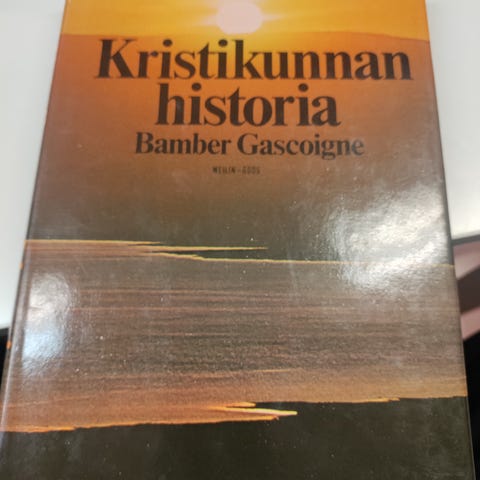 Kristikunnan
historia
Bamber Gascoigne
WEILIN+GÖÖS